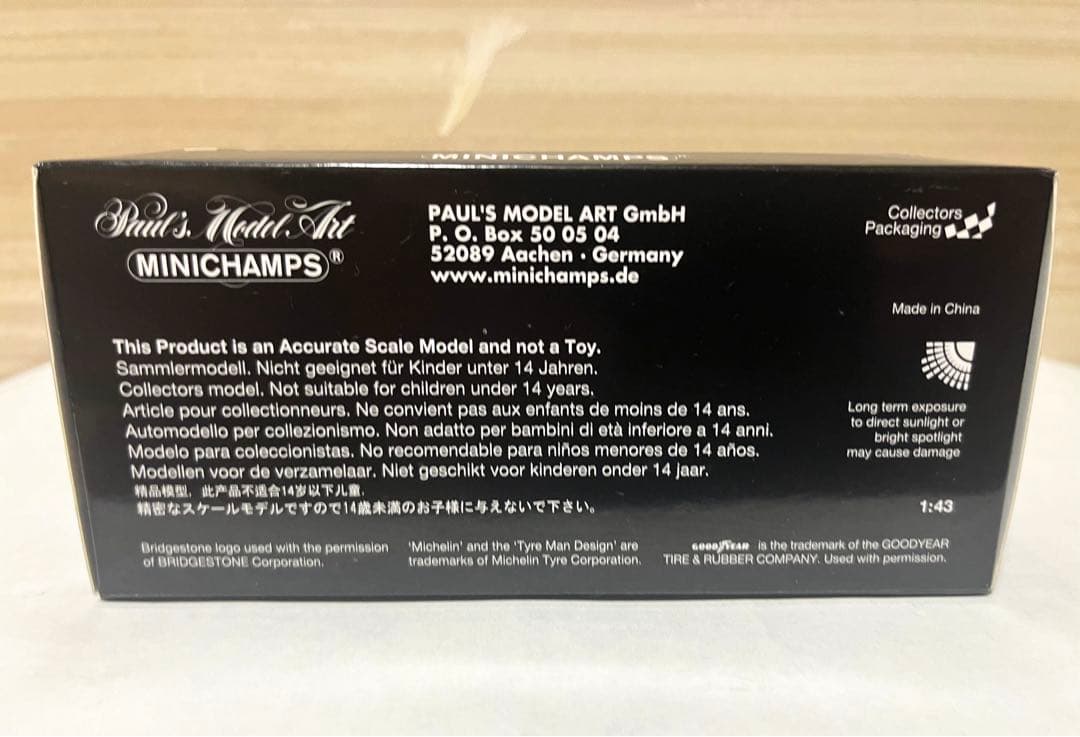 MINICHAMPS®
Paul's Model Art
MINICHAMPS®
PAUL'S MODEL ART GmbH
P. O. Box 50 05 04
52089 Aachen · Germany
www.minichamps.de
Collectors
Packaging
Made in China
This Product is an Accurate Scale Model and not a Toy.
Sammlermodell. Nicht geeignet für Kinder unter 14 Jahren.
Collectors model. Not suitable for children under 14 years.
Article pour collectionneurs. Ne convient pas aux enfants de moins de 14 ans.
Automodello per collezionismo. Non adatto per bambini di età inferiore a 14 anni.
Modelo para coleccionistas. No recomendable para niños menores de 14 años.
Modellen voor de verzamelaar. Niet geschikt voor kinderen onder 14 jaar.
精品模型，此产品不适合14岁以下儿童.
精密なスケールモデルですので14歳未満のお子様に与えないで下さい。
Long term exposure
to direct sunlight or
bright spotlight
may cause damage
1:43
Bridgestone logo used with the permission
of BRIDGESTONE Corporation.
'Michelin' and the 'Tyre Man Design' are
trademarks of Michelin Tyre Corporation.
GOODYEAR is the trademark of the GOODYEAR
TIRE & RUBBER COMPANY. Used with permission.